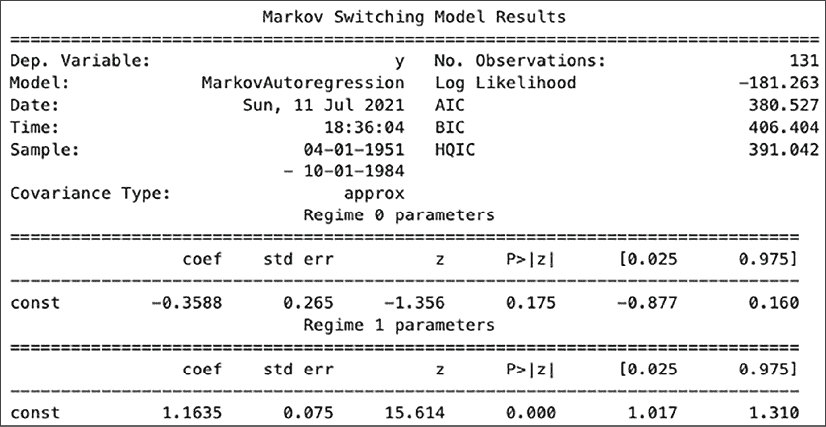 Markov Switching Model Results
==============================================================================
Dep. Variable: y No. Observations: 131
Model: MarkovAutoregression Log Likelihood -181.263
Date: Sun, 11 Jul 2021 AIC 380.527
Time: 18:36:04 BIC 406.404
Sample: 04-01-1951 HQIC 391.042
- 10-01-1984
Covariance Type: approx
Regime 0 parameters
==============================================================================
coef std err z P>|z| [0.025 0.975]
------------------------------------------------------------------------------
const -0.3588 0.265 -1.356 0.175 -0.877 0.160
Regime 1 parameters
==============================================================================
coef std err z P>|z| [0.025 0.975]
------------------------------------------------------------------------------
const 1.1635 0.075 15.614 0.000 1.017 1.310